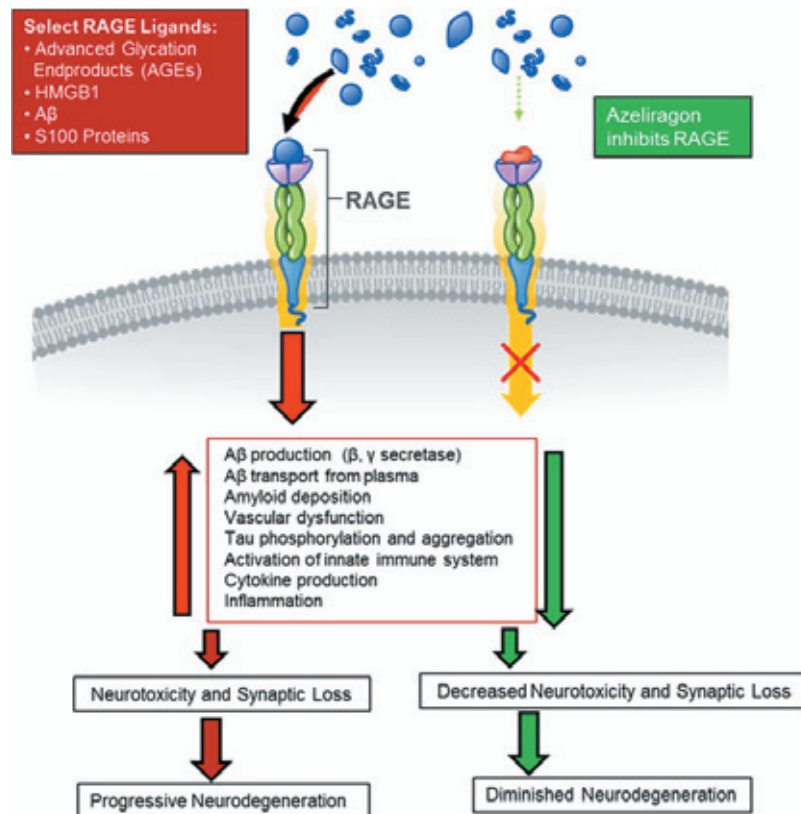 Select RAGE Ligands:
• Advanced Glycation
Endproducts (AGEs)
• HMGB1
• Aβ
• S100 Proteins
Azeliragon
inhibits RAGE
RAGE
Aβ production (β, γ secretase)
Aβ transport from plasma
Amyloid deposition
Vascular dysfunction
Tau phosphorylation and aggregation
Activation of innate immune system
Cytokine production
Inflammation
Neurotoxicity and Synaptic Loss
Decreased Neurotoxicity and Synaptic Loss
Progressive Neurodegeneration
Diminished Neurodegeneration